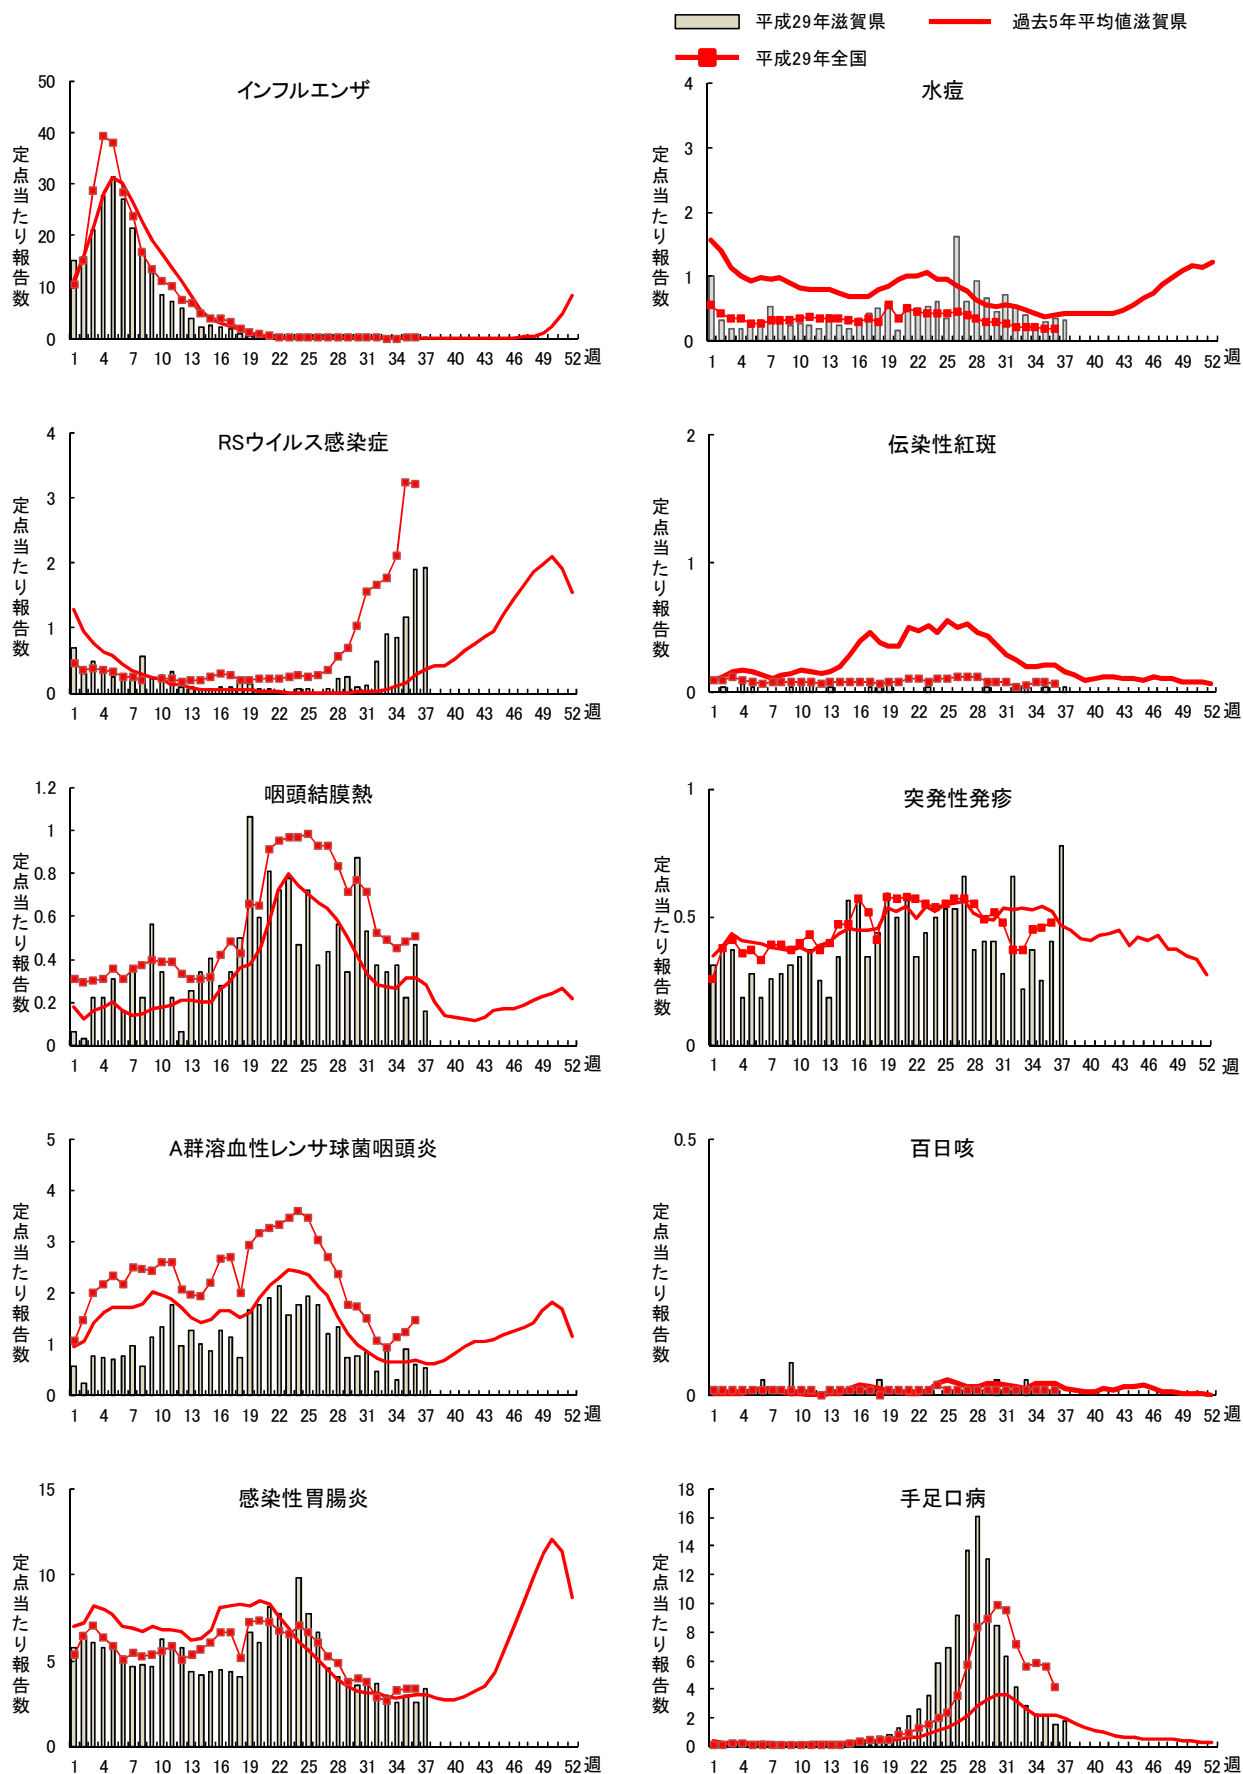 平成29年滋賀県 過去5年平均値滋賀県
平成29年全国
インフルエンザ
定点当たり報告数
50
40
30
20
10
0
1 4 7 10 13 16 19 22 25 28 31 34 37 40 43 46 49 52 週
水痘
定点当たり報告数
4
3
2
1
0
1 4 7 10 13 16 19 22 25 28 31 34 37 40 43 46 49 52 週
RSウイルス感染症
定点当たり報告数
4
3
2
1
0
1 4 7 10 13 16 19 22 25 28 31 34 37 40 43 46 49 52 週
伝染性紅斑
定点当たり報告数
2
1
0
1 4 7 10 13 16 19 22 25 28 31 34 37 40 43 46 49 52 週
咽頭結膜熱
定点当たり報告数
1.2
1
0.8
0.6
0.4
0.2
0
1 4 7 10 13 16 19 22 25 28 31 34 37 40 43 46 49 52 週
突発性発疹
定点当たり報告数
1
0.5
0
1 4 7 10 13 16 19 22 25 28 31 34 37 40 43 46 49 52 週
A群溶血性レンサ球菌咽頭炎
定点当たり報告数
5
4
3
2
1
0
1 4 7 10 13 16 19 22 25 28 31 34 37 40 43 46 49 52 週
百日咳
定点当たり報告数
0.5
0
1 4 7 10 13 16 19 22 25 28 31 34 37 40 43 46 49 52 週
感染性胃腸炎
定点当たり報告数
15
10
5
0
1 4 7 10 13 16 19 22 25 28 31 34 37 40 43 46 49 52 週
手足口病
定点当たり報告数
18
16
14
12
10
8
6
4
2
0
1 4 7 10 13 16 19 22 25 28 31 34 37 40 43 46 49 52 週